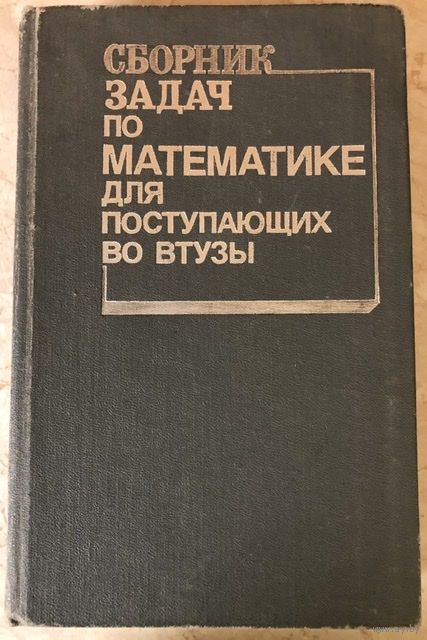 СБОРНИК
ЗАДАЧ
ПО
МАТЕМАТИКЕ
ДЛЯ
ПОСТУПАЮЩИХ
ВО ВТУЗЫ